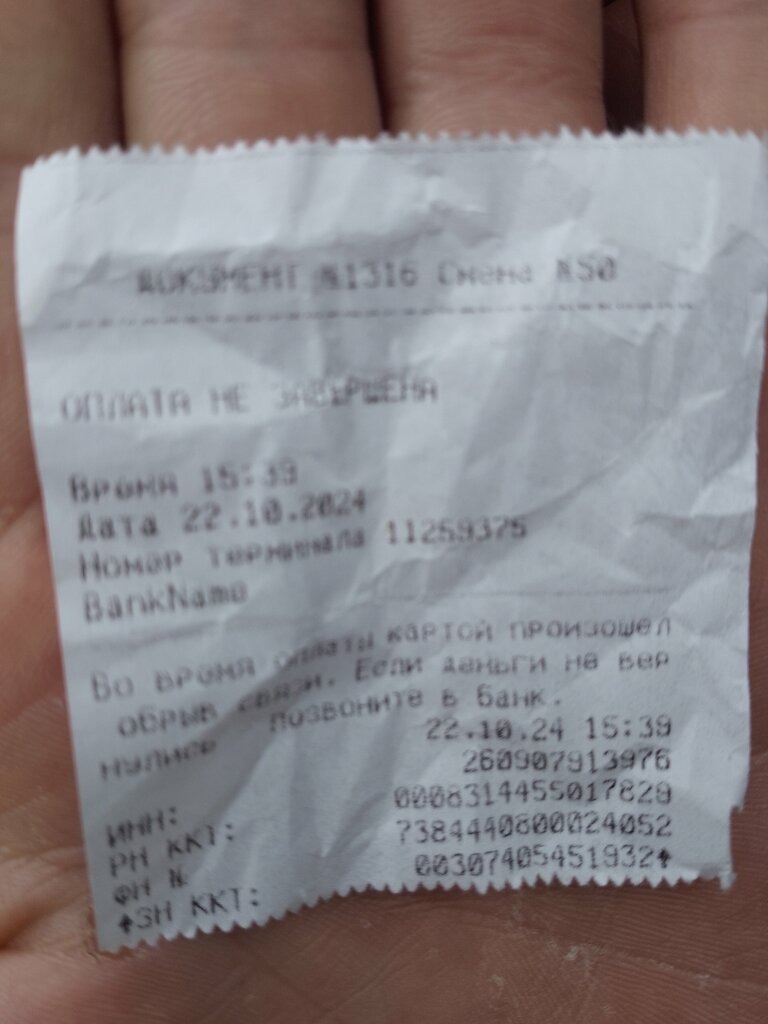 ДОКУМЕНТ №1316 Смена №50
ОПЛАТА НЕ ЗАВЕРШЕНА
Время 15:39
Дата 22.10.2024
Номер терминала 11259375
BankName
Во время оплаты картой произошел
обрыв связи. Если деньги не вер
нулись позвоните в банк.
22.10.24 15:39
ИНН: 260907913976
РН ККТ: 0008314455017829
ФН № 7384440800024052
↑ЗН ККТ: 00307405451932↑